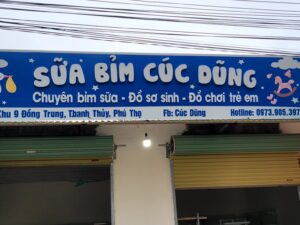 SỮA BỈM CÚC DŨNG
Chuyên bỉm sữa - Đồ sơ sinh - Đồ chơi trẻ em
Khu 9 Đồng Trung, Thanh Thủy, Phú Thọ Fb: Cúc Dũng Hotline: 0973.905.397